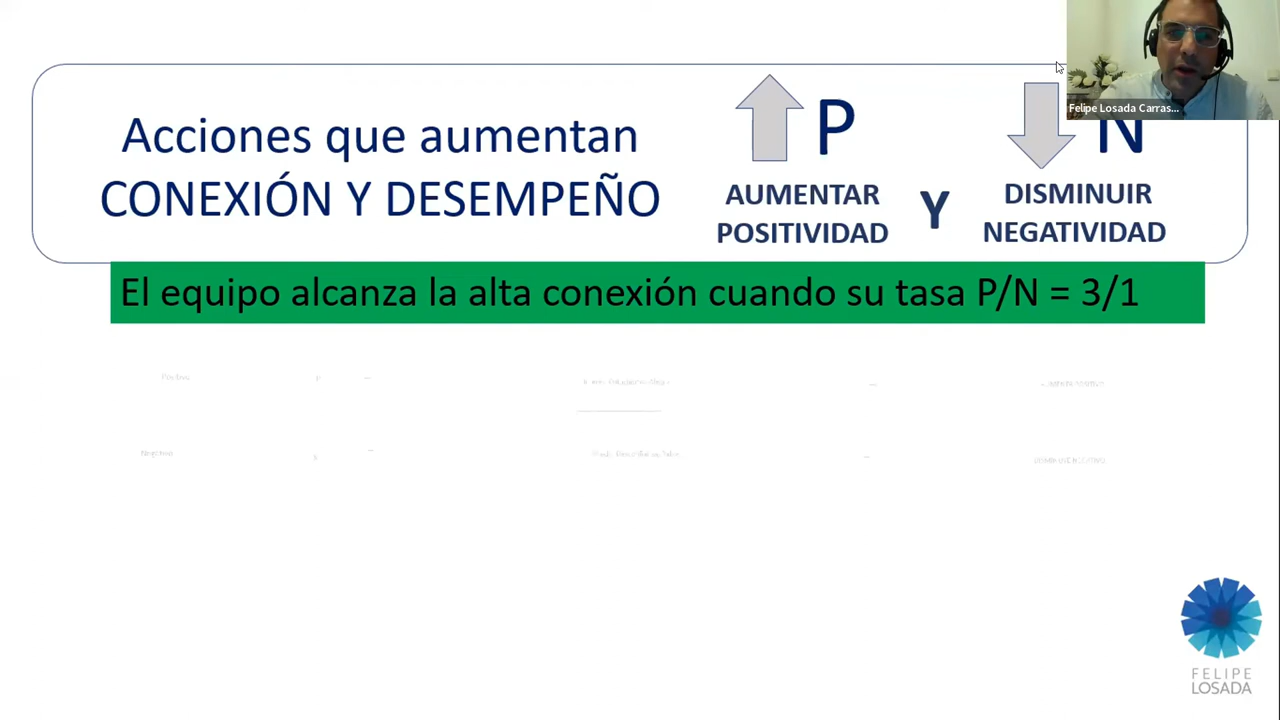 Acciones que aumentan
CONEXIÓN Y DESEMPEÑO
P
AUMENTAR
POSITIVIDAD
Y
N
DISMINUIR
NEGATIVIDAD
Felipe Losada Carras...
El equipo alcanza la alta conexión cuando su tasa P/N = 3/1
FELIPE
LOSADA